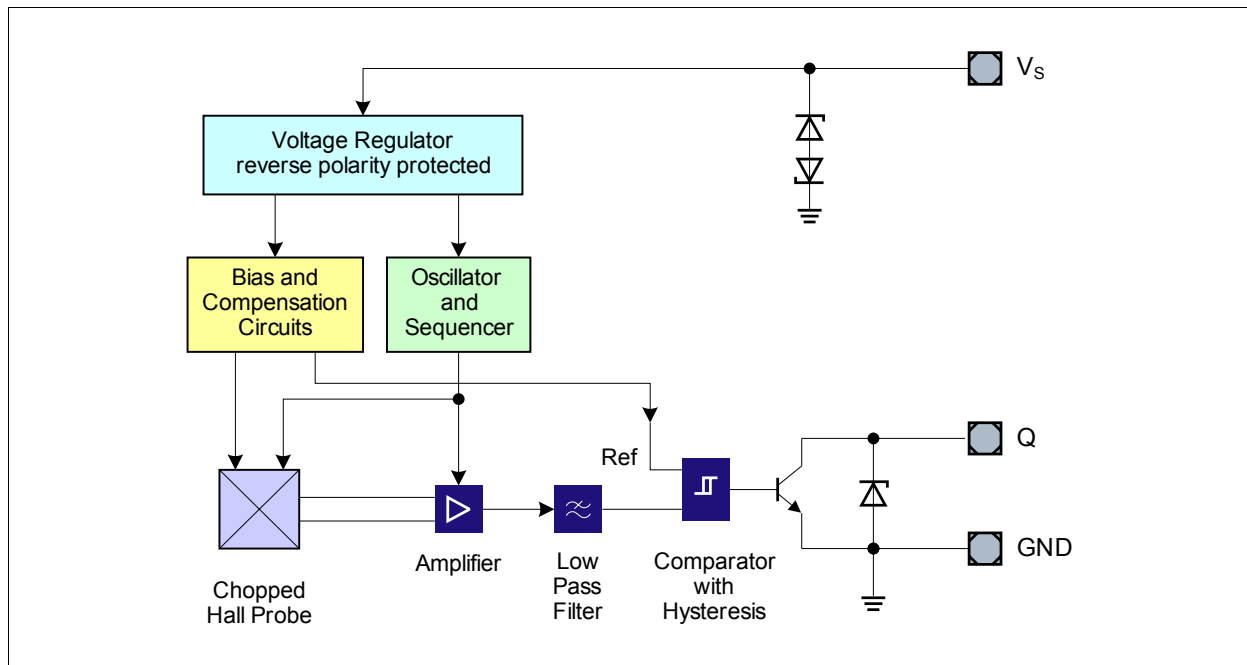 V_S
Voltage Regulator
reverse polarity protected
Bias and
Compensation
Circuits
Oscillator
and
Sequencer
Ref
Q
GND
Amplifier
Low
Pass
Filter
Comparator
with
Hysteresis
Chopped
Hall Probe